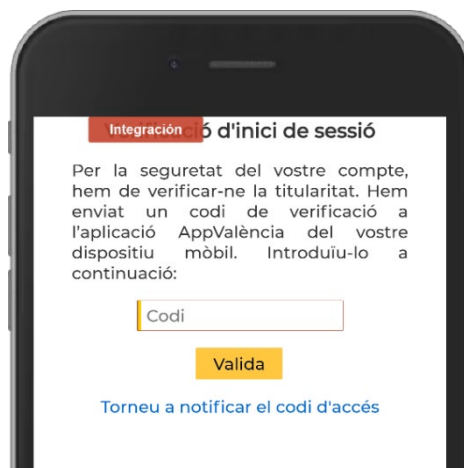 Integración
ó d'inici de sessió
Per la seguretat del vostre compte,
hem de verificar-ne la titularitat. Hem
enviat un codi de verificació a
l'aplicació AppValència del vostre
dispositiu mòbil. Introduïu-lo a
continuació:
Codi
Valida
Torneu a notificar el codi d'accés